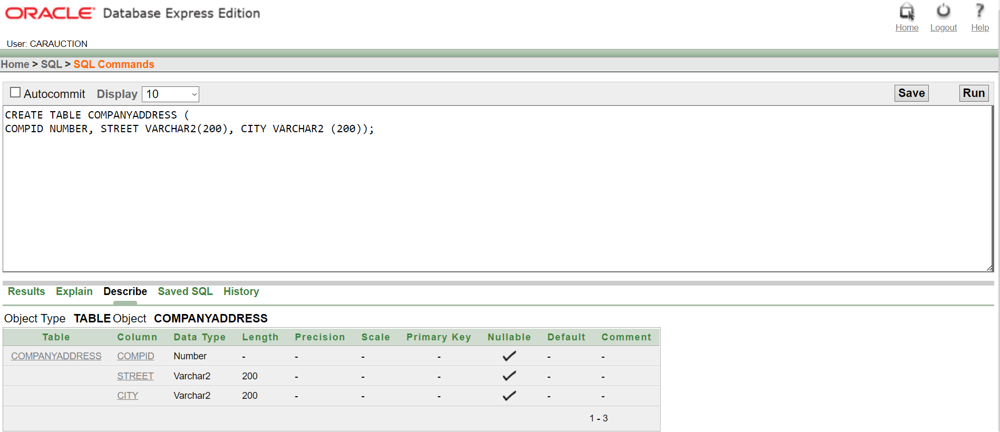 ORACLE® Database Express Edition
Home Logout Help
User: CARAUCTION
Home > SQL > SQL Commands
Autocommit Display 10 Save Run
CREATE TABLE COMPANYADDRESS (
COMPID NUMBER, STREET VARCHAR2(200), CITY VARCHAR2 (200));
Results Explain Describe Saved SQL History
Object Type TABLE Object COMPANYADDRESS
Table Column Data Type Length Precision Scale Primary Key Nullable Default Comment
COMPANYADDRESS COMPID Number - - - - ✓ - -
STREET Varchar2 200 - - - ✓ - -
CITY Varchar2 200 - - - ✓ - -
1 - 3